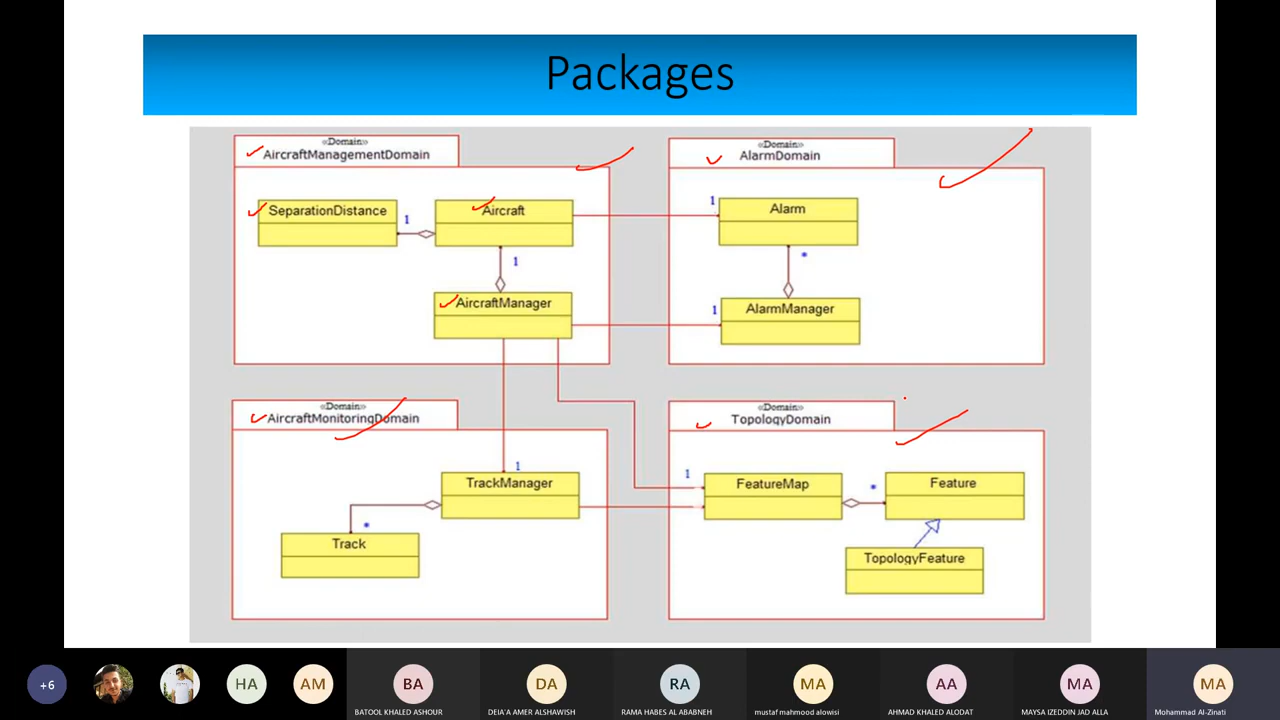 Packages
«Domain»
AircraftManagementDomain
SeparationDistance
1
Aircraft
1
AircraftManager
«Domain»
AlarmDomain
1
Alarm
*
1
AlarmManager
«Domain»
AircraftMonitoringDomain
1
TrackManager
*
Track
«Domain»
TopologyDomain
1
FeatureMap
*
Feature
TopologyFeature
+6
HA
AM
BA
BATOOL KHALED ASHOUR
DA
DEIA'A AMER ALSHAWISH
RA
RAMA HABES AL ABABNEH
MA
mustaf mahmood alowisi
AA
AHMAD KHALED ALODAT
MA
MAYSA IZEDDIN JAD ALLA
MA
Mohammad Al-Zinati